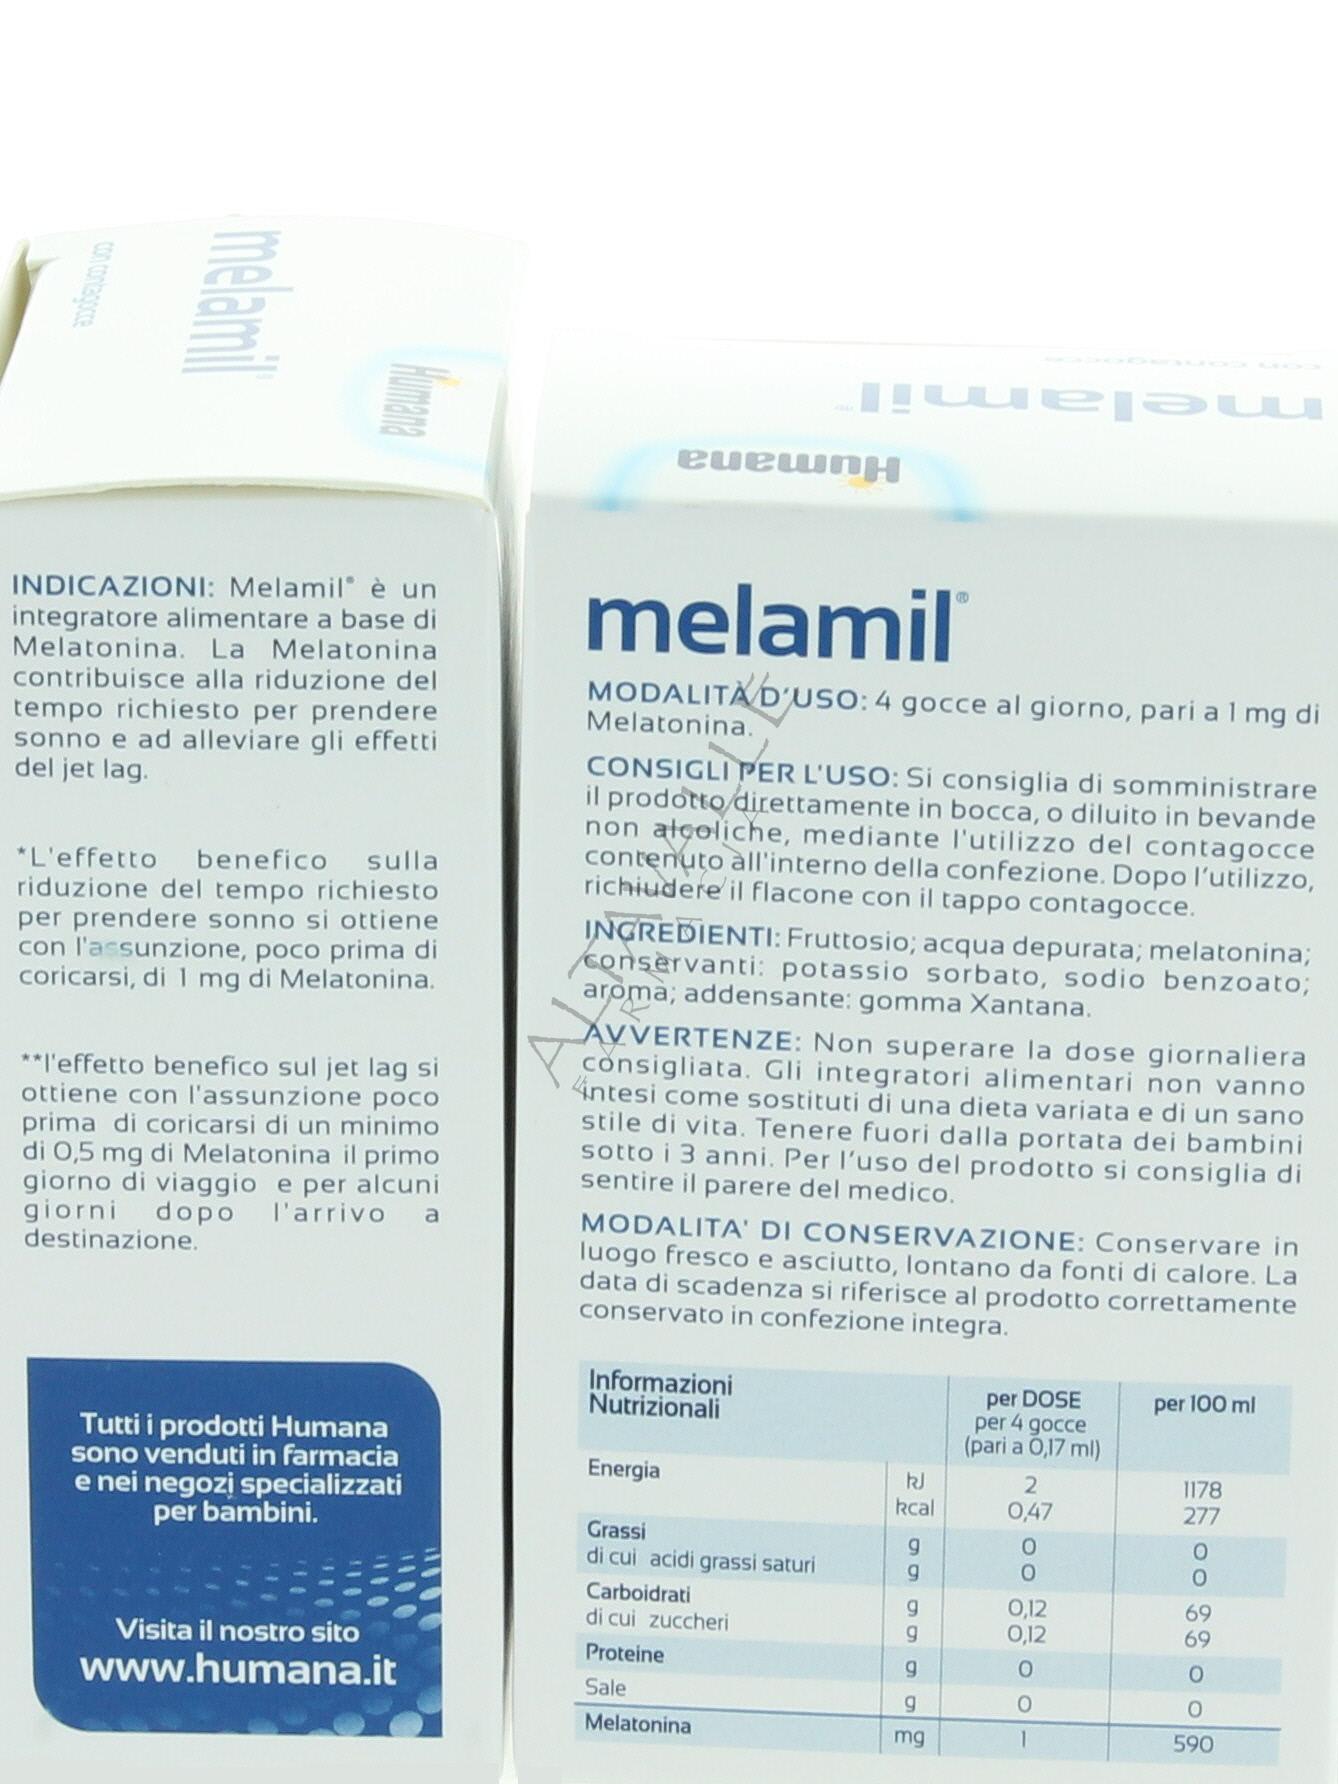 melamil®
con contagocce
Humana
INDICAZIONI: Melamil® è un
integratore alimentare a base di
Melatonina. La Melatonina
contribuisce alla riduzione del
tempo richiesto per prendere
sonno e ad alleviare gli effetti
del jet lag.
*L'effetto benefico sulla
riduzione del tempo richiesto
per prendere sonno si ottiene
con l'assunzione, poco prima di
coricarsi, di 1 mg di Melatonina.
**l'effetto benefico sul jet lag si
ottiene con l'assunzione poco
prima di coricarsi di un minimo
di 0,5 mg di Melatonina il primo
giorno di viaggio e per alcuni
giorni dopo l'arrivo a
destinazione.
Tutti i prodotti Humana
sono venduti in farmacia
e nei negozi specializzati
per bambini.
Visita il nostro sito
www.humana.it
con contagocce
melamil®
Humana
melamil®
MODALITÀ D'USO: 4 gocce al giorno, pari a 1 mg di
Melatonina.
CONSIGLI PER L'USO: Si consiglia di somministrare
il prodotto direttamente in bocca, o diluito in bevande
non alcoliche, mediante l'utilizzo del contagocce
contenuto all'interno della confezione. Dopo l'utilizzo,
richiudere il flacone con il tappo contagocce.
INGREDIENTI: Fruttosio; acqua depurata; melatonina;
conservanti: potassio sorbato, sodio benzoato;
aroma; addensante: gomma Xantana.
AVVERTENZE: Non superare la dose giornaliera
consigliata. Gli integratori alimentari non vanno
intesi come sostituti di una dieta variata e di un sano
stile di vita. Tenere fuori dalla portata dei bambini
sotto i 3 anni. Per l'uso del prodotto si consiglia di
sentire il parere del medico.
MODALITA' DI CONSERVAZIONE: Conservare in
luogo fresco e asciutto, lontano da fonti di calore. La
data di scadenza si riferisce al prodotto correttamente
conservato in confezione integra.
Informazioni
Nutrizionali
per DOSE
per 4 gocce
(pari a 0,17 ml)
per 100 ml
Energia kJ 2 1178
kcal 0,47 277
Grassi g 0 0
di cui acidi grassi saturi g 0 0
Carboidrati g 0,12 69
di cui zuccheri g 0,12 69
Proteine g 0 0
Sale g 0 0
Melatonina mg 1 590
ALTAVALLE
FARMACIA